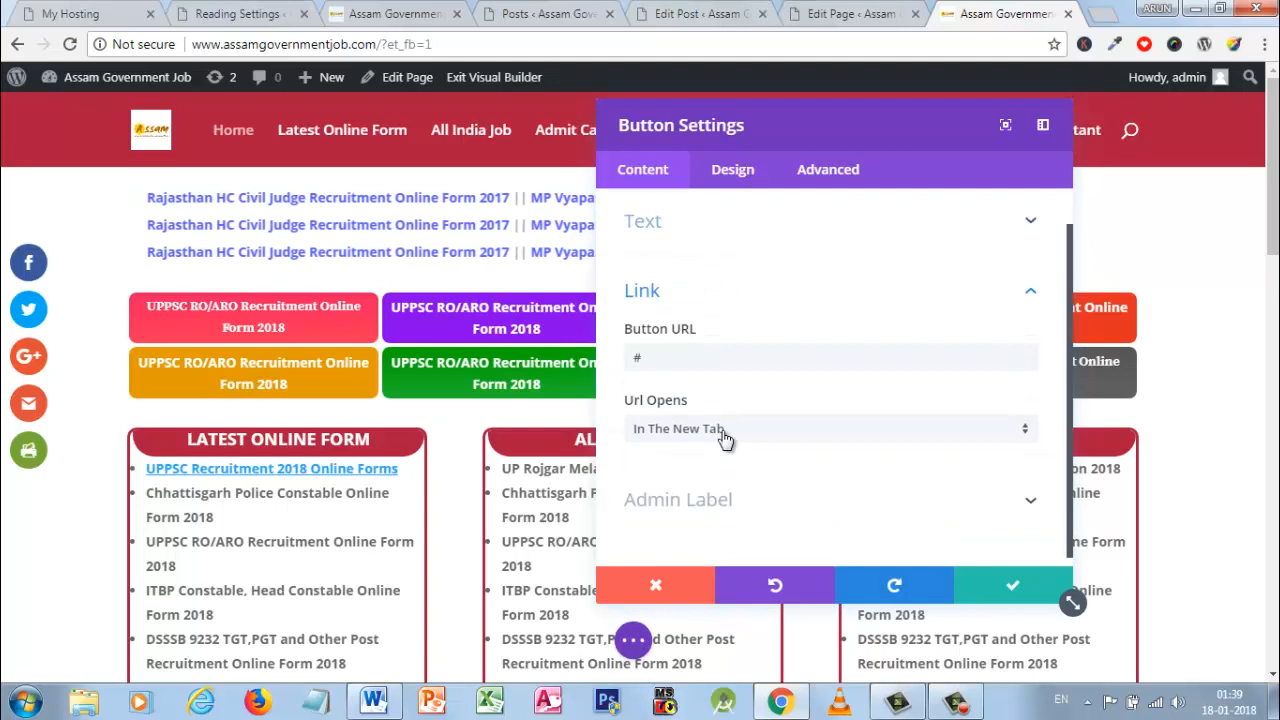 My Hosting
Reading Settings ‹
Assam Government
Posts ‹ Assam Gove
Edit Post ‹ Assam G
Edit Page ‹ Assam
Assam Governmen
ARUN
Not secure
www.assamgovernmentjob.com/?et_fb=1
Assam Government Job
2
0
New
Edit Page
Exit Visual Builder
Howdy, admin
ASSAM
Home
Latest Online Form
All India Job
Admit Ca
tant
Rajasthan HC Civil Judge Recruitment Online Form 2017 || MP Vyapa
Rajasthan HC Civil Judge Recruitment Online Form 2017 || MP Vyapa
Rajasthan HC Civil Judge Recruitment Online Form 2017 || MP Vyapa
UPPSC RO/ARO Recruitment Online
Form 2018
UPPSC RO/ARO Recruitment Online
Form 2018
nt Online
UPPSC RO/ARO Recruitment Online
Form 2018
UPPSC RO/ARO Recruitment Online
Form 2018
Online
LATEST ONLINE FORM
UPPSC Recruitment 2018 Online Forms
Chhattisgarh Police Constable Online
Form 2018
UPPSC RO/ARO Recruitment Online Form
2018
ITBP Constable, Head Constable Online
Form 2018
DSSSB 9232 TGT,PGT and Other Post
Recruitment Online Form 2018
AL
UP Rojgar Mela
Chhattisgarh P
Form 2018
UPPSC RO/ARO
2018
ITBP Constable
Form 2018
DSSSB 9232 TGT,PGT and Other Post
Recruitment Online Form 2018
on 2018
nline
ne Form
Online
Form 2018
DSSSB 9232 TGT,PGT and Other Post
Recruitment Online Form 2018
Button Settings
Content
Design
Advanced
Text
Link
Button URL
#
Url Opens
In The New Tab
Admin Label
EN
01:39
18-01-2018